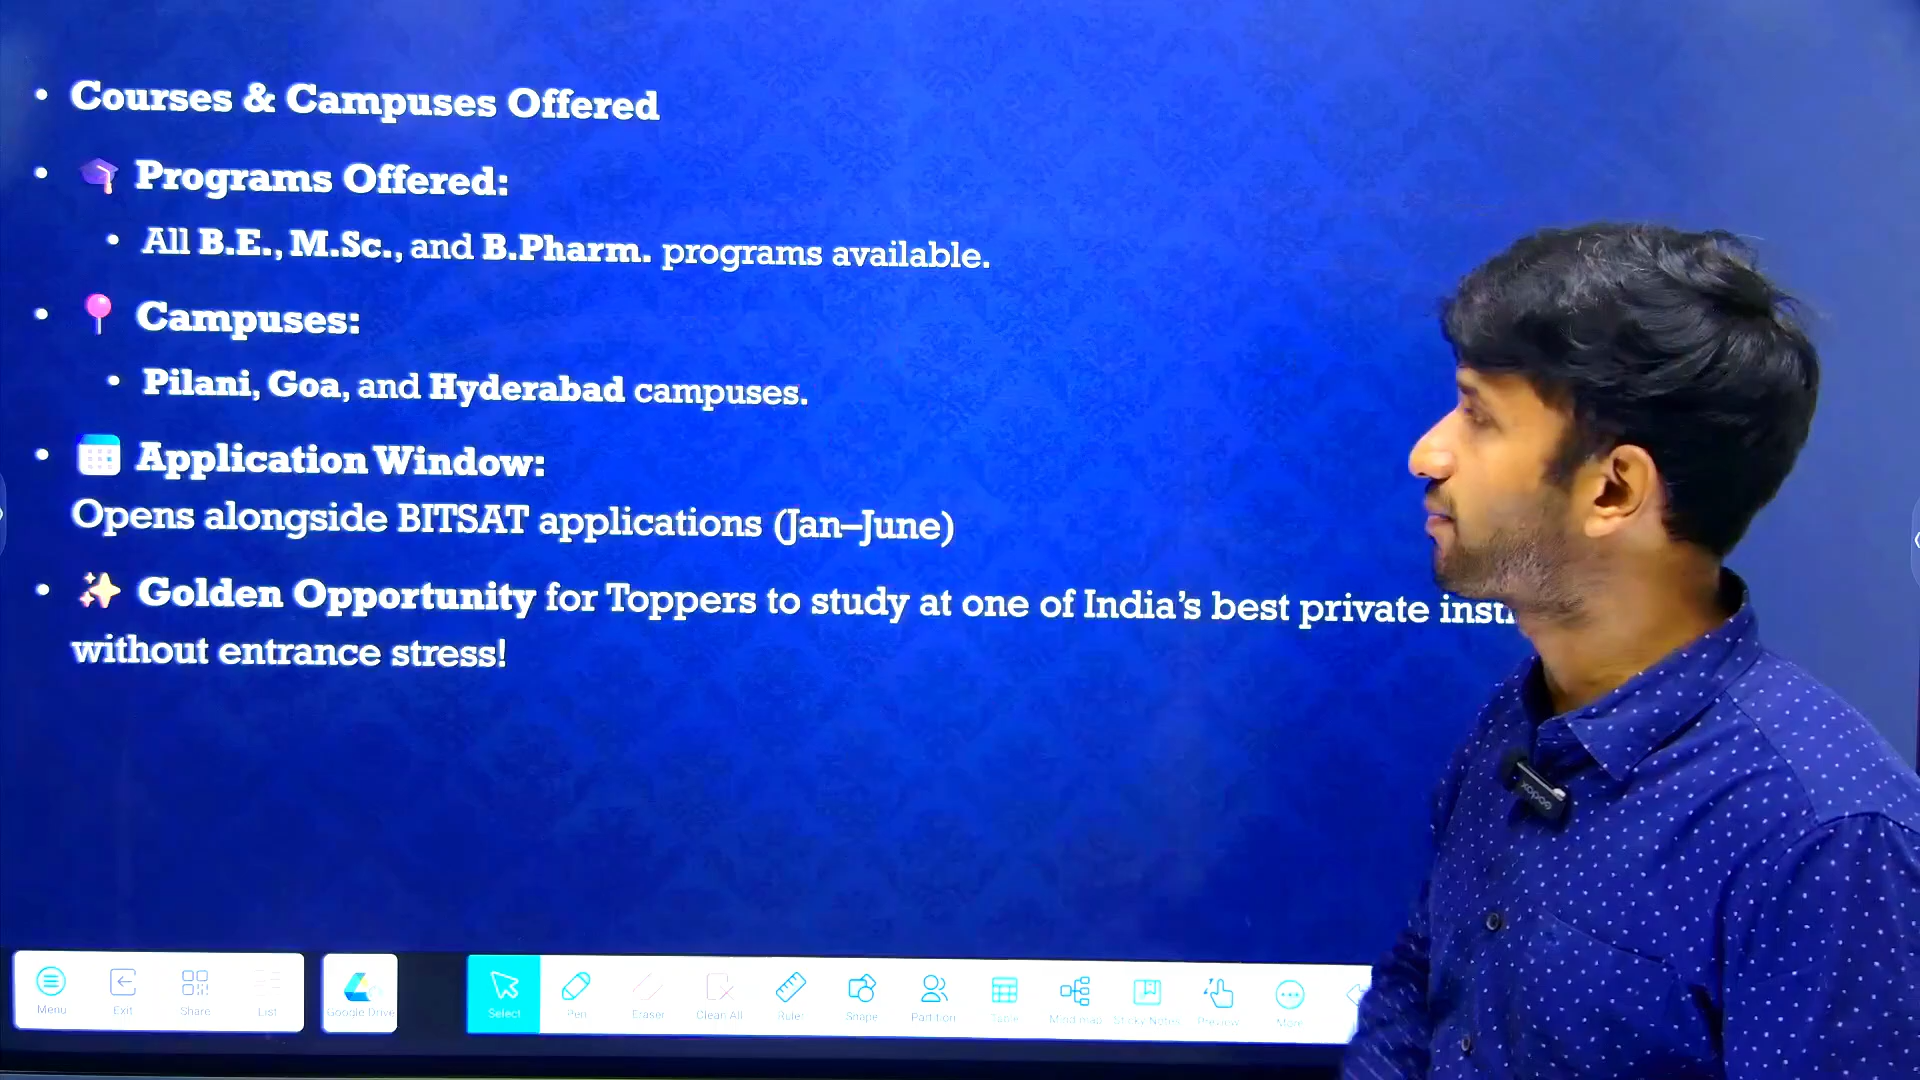 • Courses & Campuses Offered
• Programs Offered:
• All B.E., M.Sc., and B.Pharm. programs available.
• Campuses:
• Pilani, Goa, and Hyderabad campuses.
• Application Window:
Opens alongside BITSAT applications (Jan–June)
• Golden Opportunity for Toppers to study at one of India's best private
without entrance stress!
Menu Exit Share List Google Drive Select Pen Eraser Clean All Ruler Shape Partition Table Mind map Sticky Notes Preview More
Godox